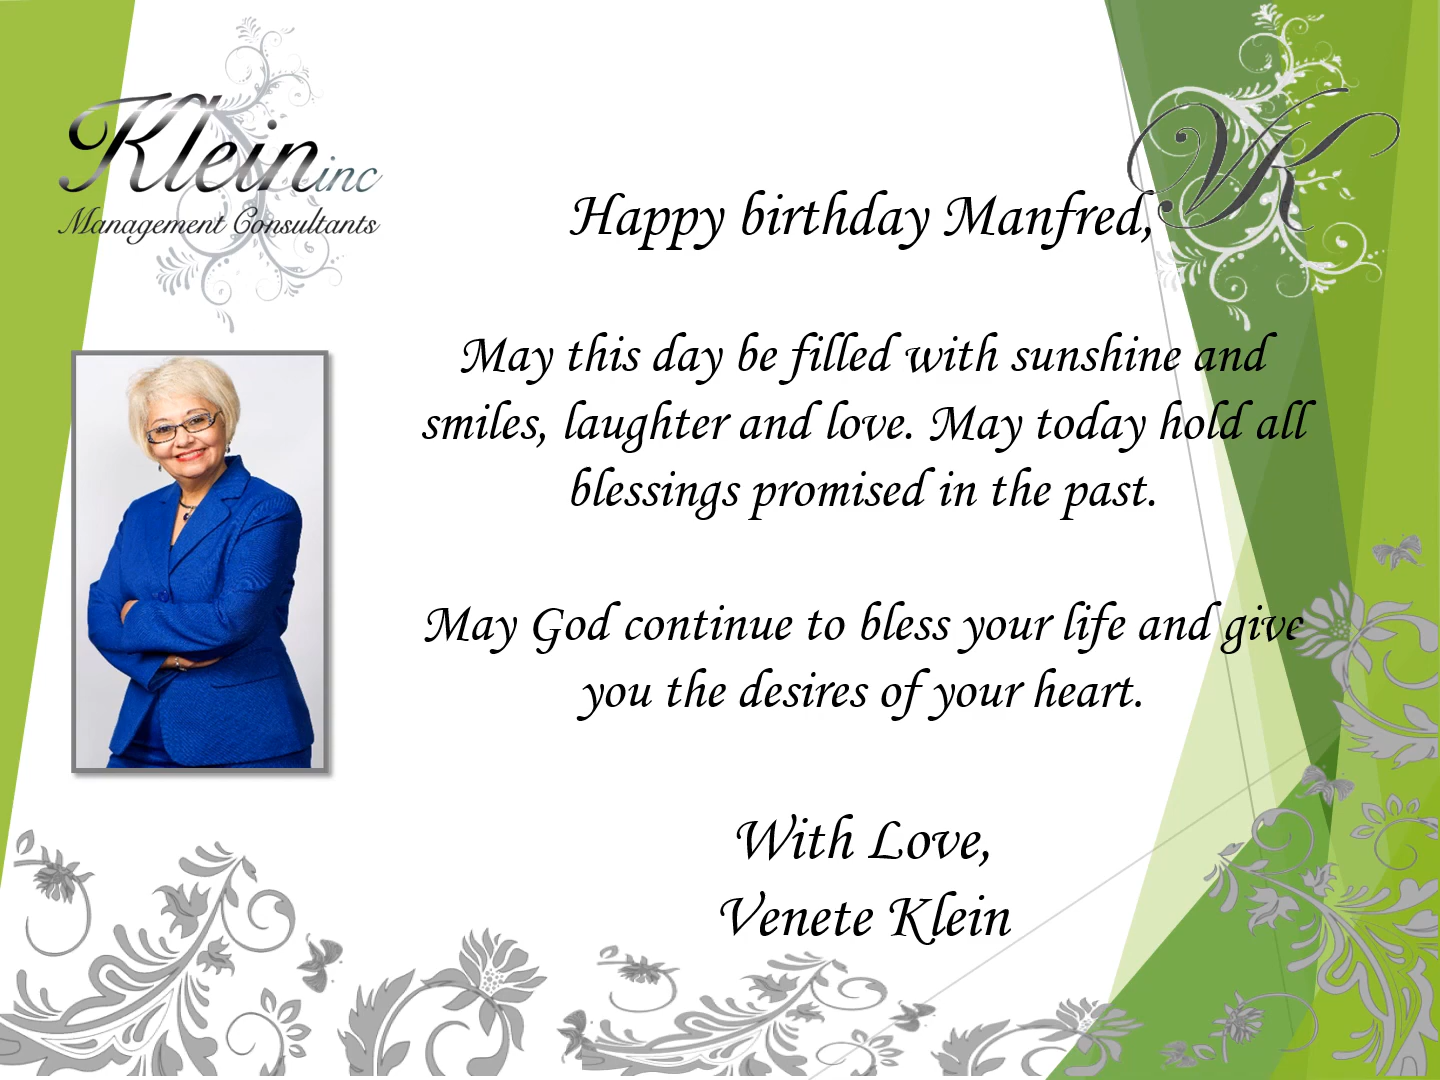 Klein inc
Management Consultants
VK
Happy birthday Manfred,
May this day be filled with sunshine and
smiles, laughter and love. May today hold all
blessings promised in the past.
May God continue to bless your life and give
you the desires of your heart.
With Love,
Venete Klein